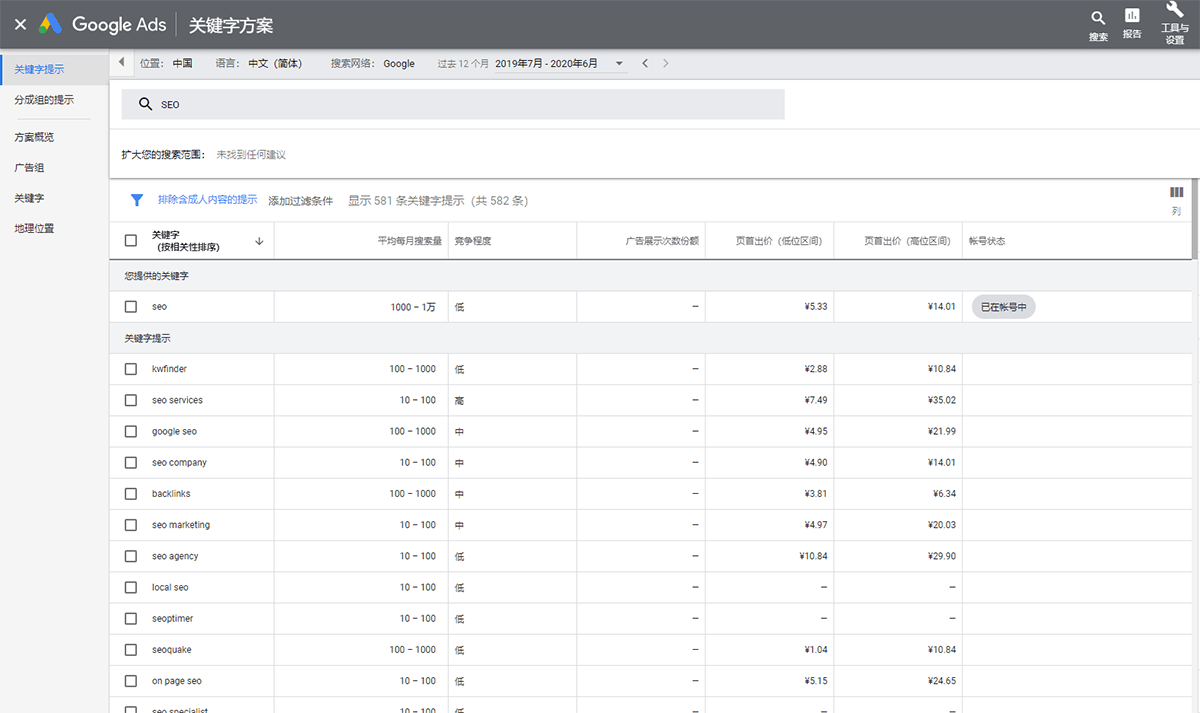 Google Ads 关键字方案
搜索
报告
工具与
设置
关键字提示
分成组的提示
方案概览
广告组
关键字
地理位置
位置： 中国 语言： 中文（简体） 搜索网络： Google 过去 12 个月 2019年7月 - 2020年6月
SEO
扩大您的搜索范围： 未找到任何建议
排除含成人内容的提示 添加过滤条件 显示 581 条关键字提示（共 582 条）
列
关键字
（按相关性排序） 平均每月搜索量 竞争程度 广告展示次数份额 页首出价（低位区间） 页首出价（高位区间） 帐号状态
您提供的关键字
seo 1000 – 1万 低 – ¥5.33 ¥14.01 已在帐号中
关键字提示
kwfinder 100 – 1000 低 – ¥2.88 ¥10.84
seo services 10 – 100 高 – ¥7.49 ¥35.02
google seo 100 – 1000 中 – ¥4.95 ¥21.99
seo company 10 – 100 中 – ¥4.90 ¥14.01
backlinks 100 – 1000 中 – ¥3.81 ¥6.34
seo marketing 10 – 100 中 – ¥4.97 ¥20.03
seo agency 10 – 100 低 – ¥10.84 ¥29.90
local seo 10 – 100 低 – – –
seoptimer 10 – 100 低 – – –
seoquake 100 – 1000 低 – ¥1.04 ¥10.84
on page seo 10 – 100 低 – ¥5.15 ¥24.65
seo specialist 10 – 100 低 – – –